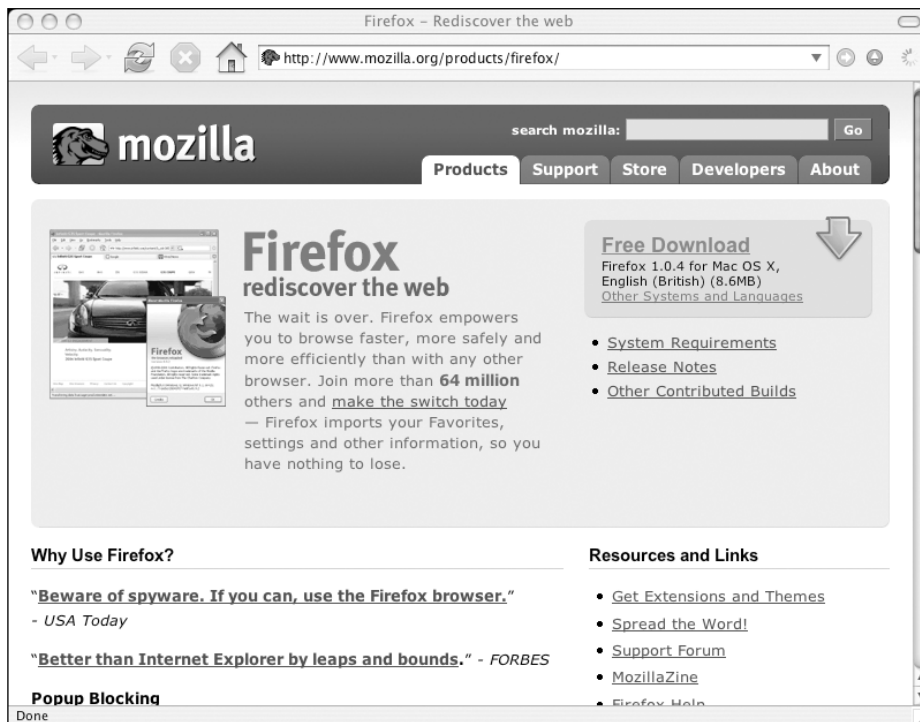 Firefox – Rediscover the web
http://www.mozilla.org/products/firefox/
mozilla
search mozilla:
Go
Products Support Store Developers About
Firefox
rediscover the web
The wait is over. Firefox empowers
you to browse faster, more safely and
more efficiently than with any other
browser. Join more than 64 million
others and make the switch today
— Firefox imports your Favorites,
settings and other information, so you
have nothing to lose.
Firefox
Free Download
Firefox 1.0.4 for Mac OS X,
English (British) (8.6MB)
Other Systems and Languages
• System Requirements
• Release Notes
• Other Contributed Builds
Why Use Firefox?
“Beware of spyware. If you can, use the Firefox browser.”
- USA Today
“Better than Internet Explorer by leaps and bounds.” - FORBES
Popup Blocking
Resources and Links
• Get Extensions and Themes
• Spread the Word!
• Support Forum
• MozillaZine
• Firefox Help
Done